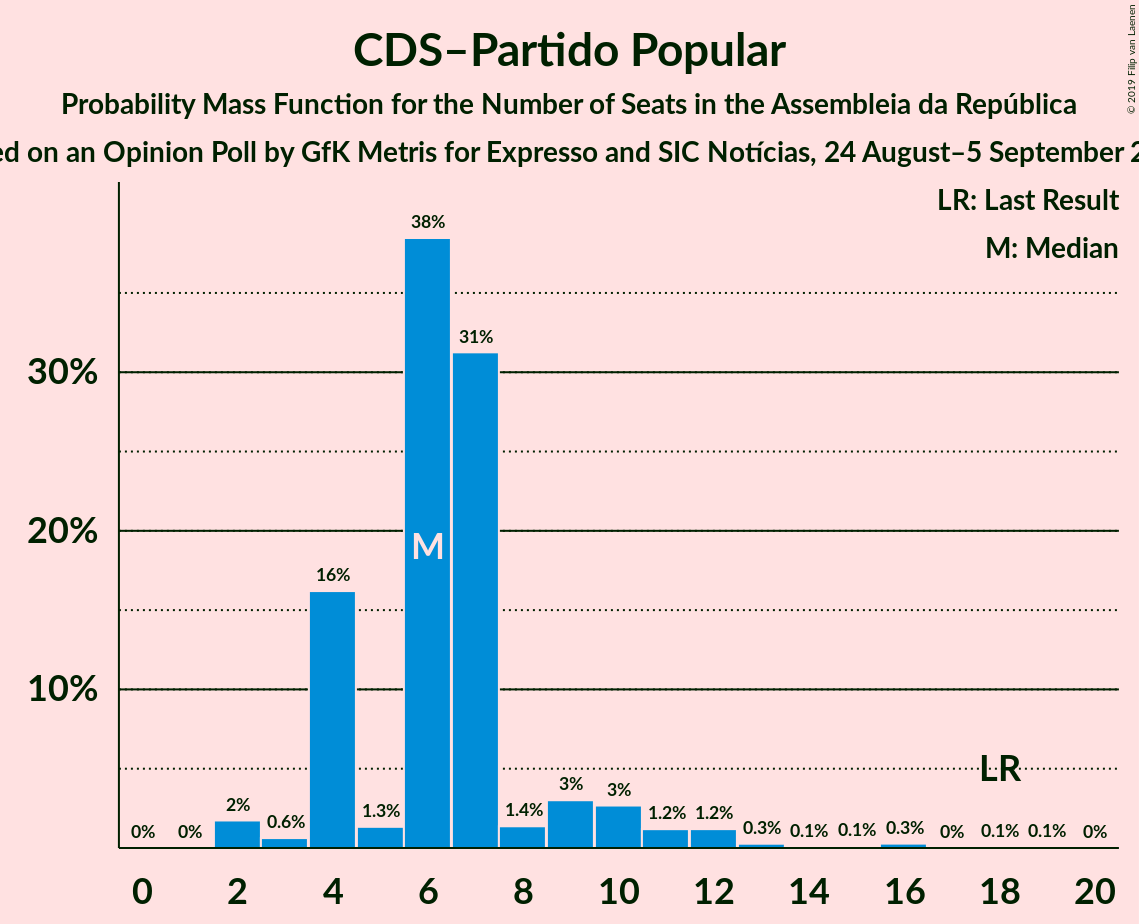 CDS–Partido Popular
Probability Mass Function for the Number of Seats in the Assembleia da República
on an Opinion Poll by GfK Metris for Expresso and SIC Notícias, 24 August–5 September
© 2019 Filip van Laenen
LR: Last Result
M: Median
38%
31%
30%
20%
M
16%
10%
LR
0% 0% 2% 0.6% 1.3% 1.4% 3% 3% 1.2% 1.2% 0.3% 0.1% 0.1% 0.3% 0% 0.1% 0.1% 0%
0 2 4 6 8 10 12 14 16 18 20